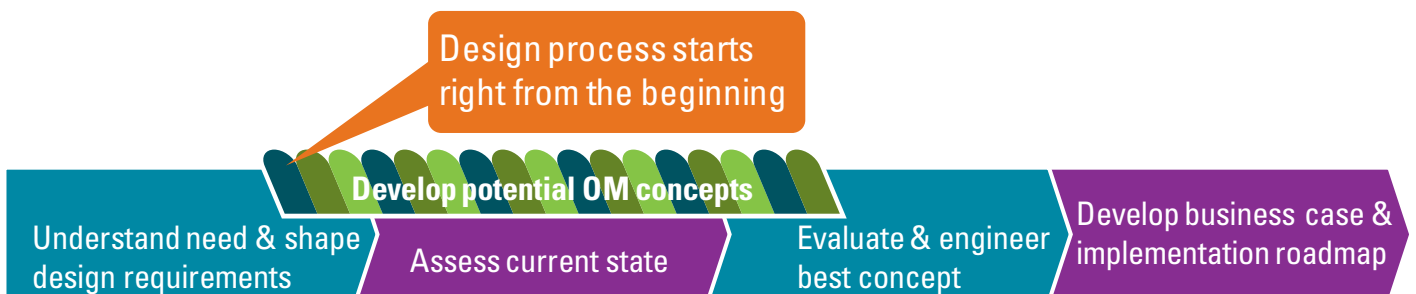 Design process starts
right from the beginning
Develop potential OM concepts
Understand need & shape
design requirements
Assess current state
Evaluate & engineer
best concept
Develop business case &
implementation roadmap